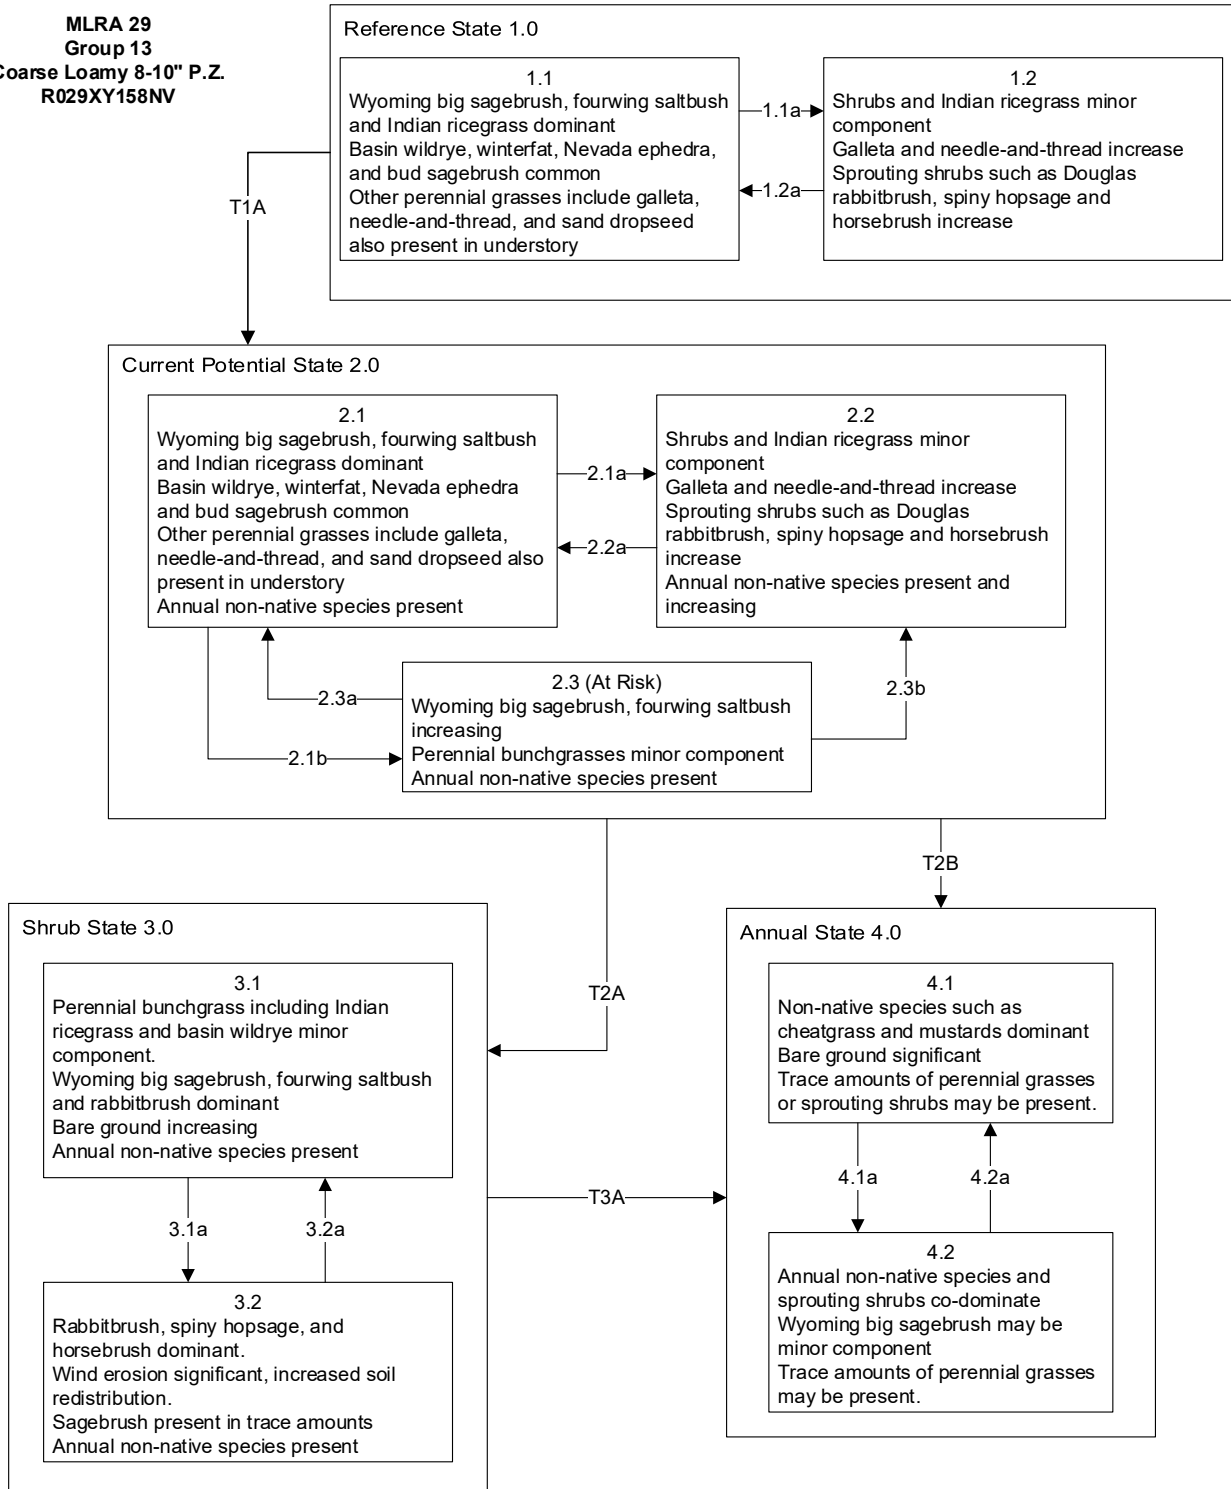 MLRA 29
Group 13
Coarse Loamy 8-10" P.Z.
R029XY158NV
Reference State 1.0
1.1
Wyoming big sagebrush, fourwing saltbush
and Indian ricegrass dominant
Basin wildrye, winterfat, Nevada ephedra,
and bud sagebrush common
Other perennial grasses include galleta,
needle-and-thread, and sand dropseed
also present in understory
1.1a
1.2a
1.2
Shrubs and Indian ricegrass minor
component
Galleta and needle-and-thread increase
Sprouting shrubs such as Douglas
rabbitbrush, spiny hopsage and
horsebrush increase
T1A
Current Potential State 2.0
2.1
Wyoming big sagebrush, fourwing saltbush
and Indian ricegrass dominant
Basin wildrye, winterfat, Nevada ephedra
and bud sagebrush common
Other perennial grasses include galleta,
needle-and-thread, and sand dropseed also
present in understory
Annual non-native species present
2.1a
2.2a
2.2
Shrubs and Indian ricegrass minor
component
Galleta and needle-and-thread increase
Sprouting shrubs such as Douglas
rabbitbrush, spiny hopsage and horsebrush
increase
Annual non-native species present and
increasing
2.3a
2.1b
2.3 (At Risk)
Wyoming big sagebrush, fourwing saltbush
increasing
Perennial bunchgrasses minor component
Annual non-native species present
2.3b
T2A
T2B
Shrub State 3.0
3.1
Perennial bunchgrass including Indian
ricegrass and basin wildrye minor
component.
Wyoming big sagebrush, fourwing saltbush
and rabbitbrush dominant
Bare ground increasing
Annual non-native species present
3.1a
3.2a
3.2
Rabbitbrush, spiny hopsage, and
horsebrush dominant.
Wind erosion significant, increased soil
redistribution.
Sagebrush present in trace amounts
Annual non-native species present
T3A
Annual State 4.0
4.1
Non-native species such as
cheatgrass and mustards dominant
Bare ground significant
Trace amounts of perennial grasses
or sprouting shrubs may be present.
4.1a
4.2a
4.2
Annual non-native species and
sprouting shrubs co-dominate
Wyoming big sagebrush may be
minor component
Trace amounts of perennial grasses
may be present.